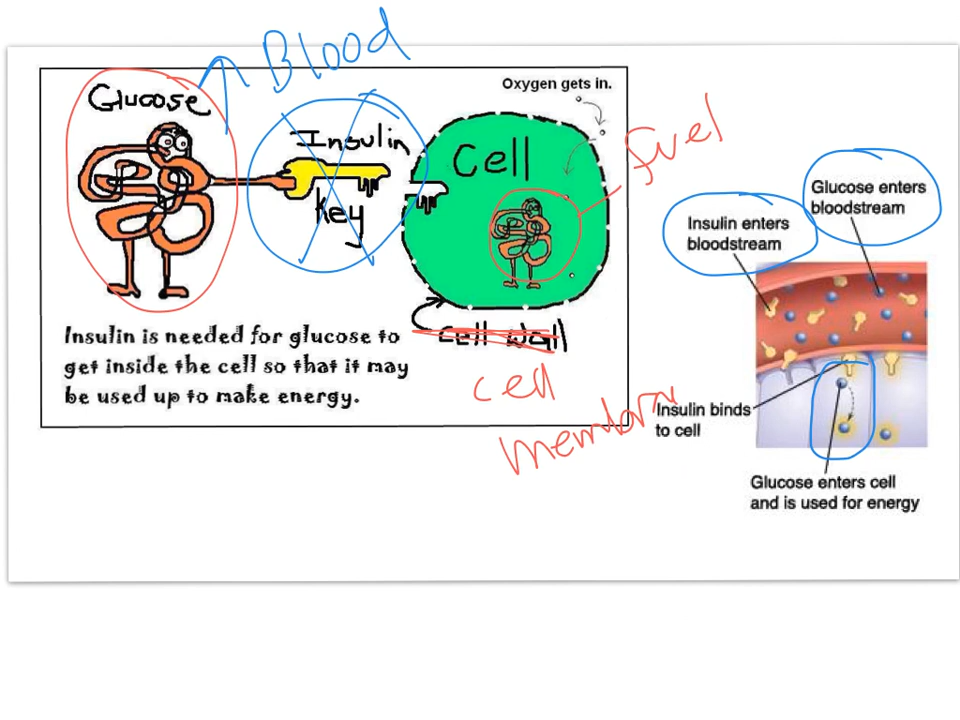 Blood
Glucose
Oxygen gets in.
Insulin
Key
Cell
fuel
Insulin is needed for glucose to
get inside the cell so that it may
be used up to make energy.
Cell Wall
cell
membra
Glucose enters
bloodstream
Insulin enters
bloodstream
Insulin binds
to cell
Glucose enters cell
and is used for energy